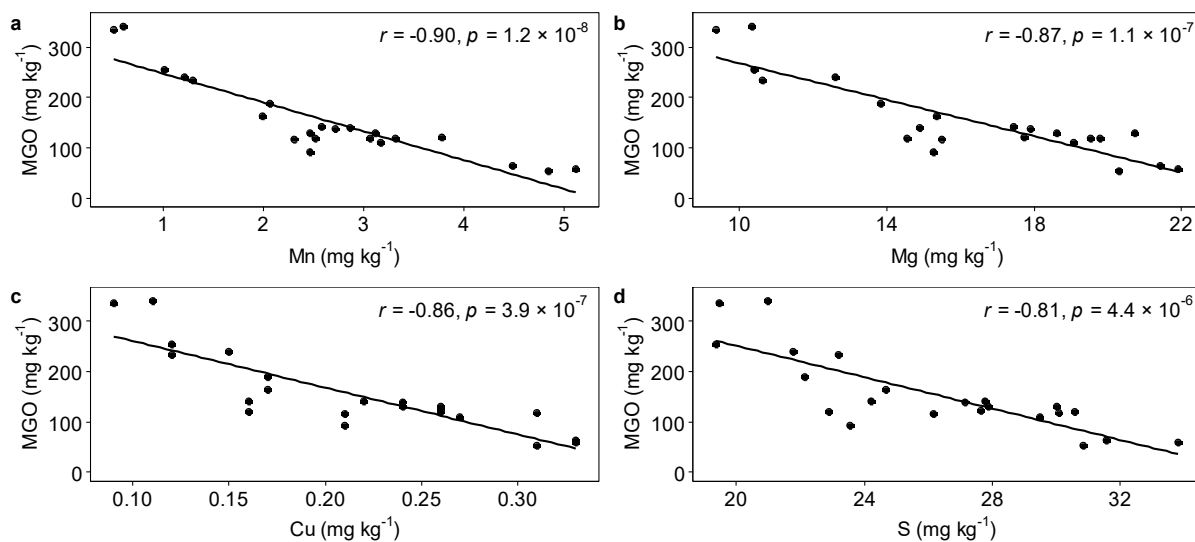 a
r = -0.90, p = 1.2 × 10⁻⁸
MGO (mg kg⁻¹)
300
200
100
0
1 2 3 4 5
Mn (mg kg⁻¹)
b
r = -0.87, p = 1.1 × 10⁻⁷
MGO (mg kg⁻¹)
300
200
100
0
10 14 18 22
Mg (mg kg⁻¹)
c
r = -0.86, p = 3.9 × 10⁻⁷
MGO (mg kg⁻¹)
300
200
100
0
0.10 0.15 0.20 0.25 0.30
Cu (mg kg⁻¹)
d
r = -0.81, p = 4.4 × 10⁻⁶
MGO (mg kg⁻¹)
300
200
100
0
20 24 28 32
S (mg kg⁻¹)